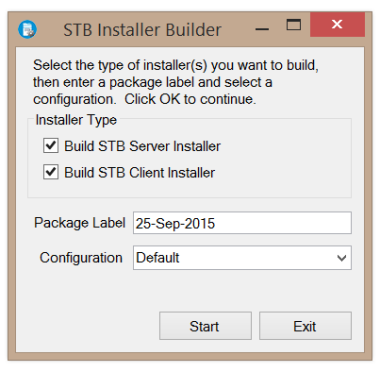 STB Installer Builder
Select the type of installer(s) you want to build,
then enter a package label and select a
configuration. Click OK to continue.
Installer Type
Build STB Server Installer
Build STB Client Installer
Package Label 25-Sep-2015
Configuration Default
Start Exit